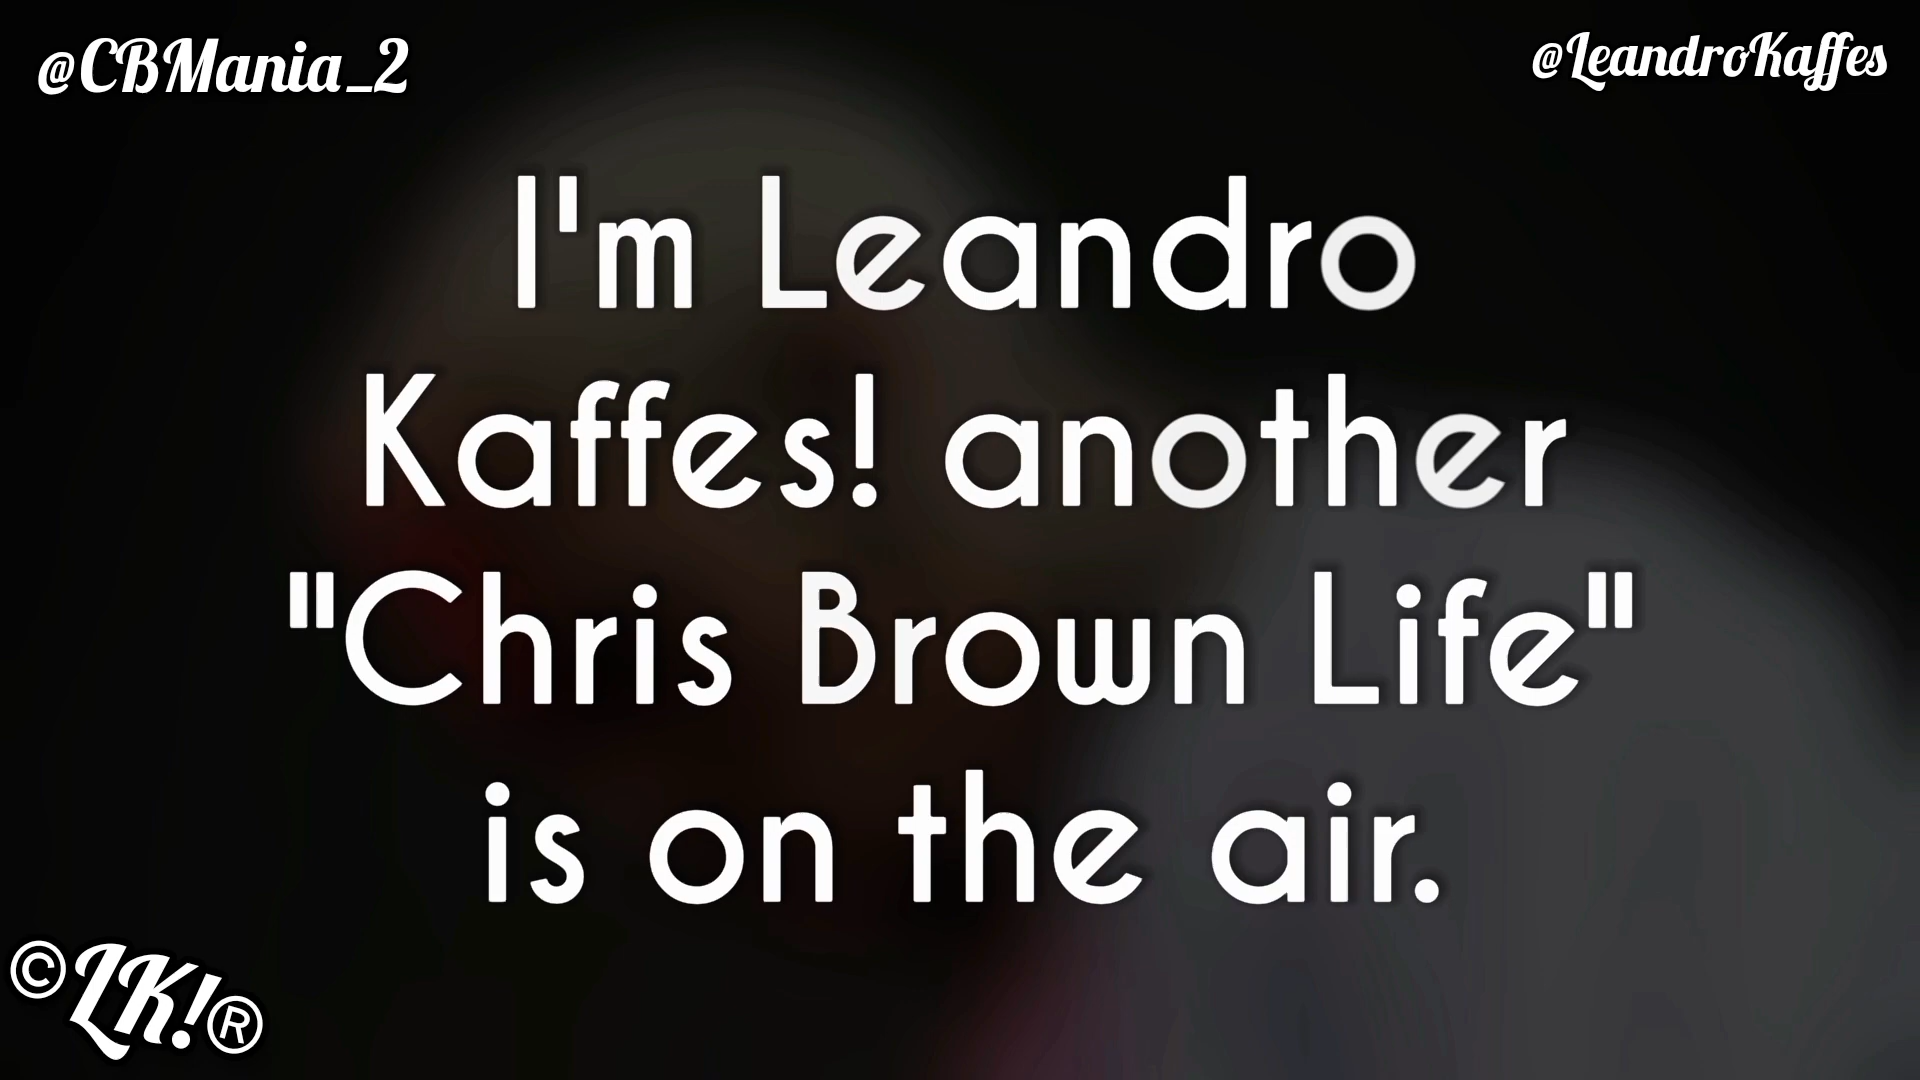 @CBMania_2
@LeandroKaffes
I'm Leandro
Kaffes! another
"Chris Brown Life"
is on the air.
©LK!®